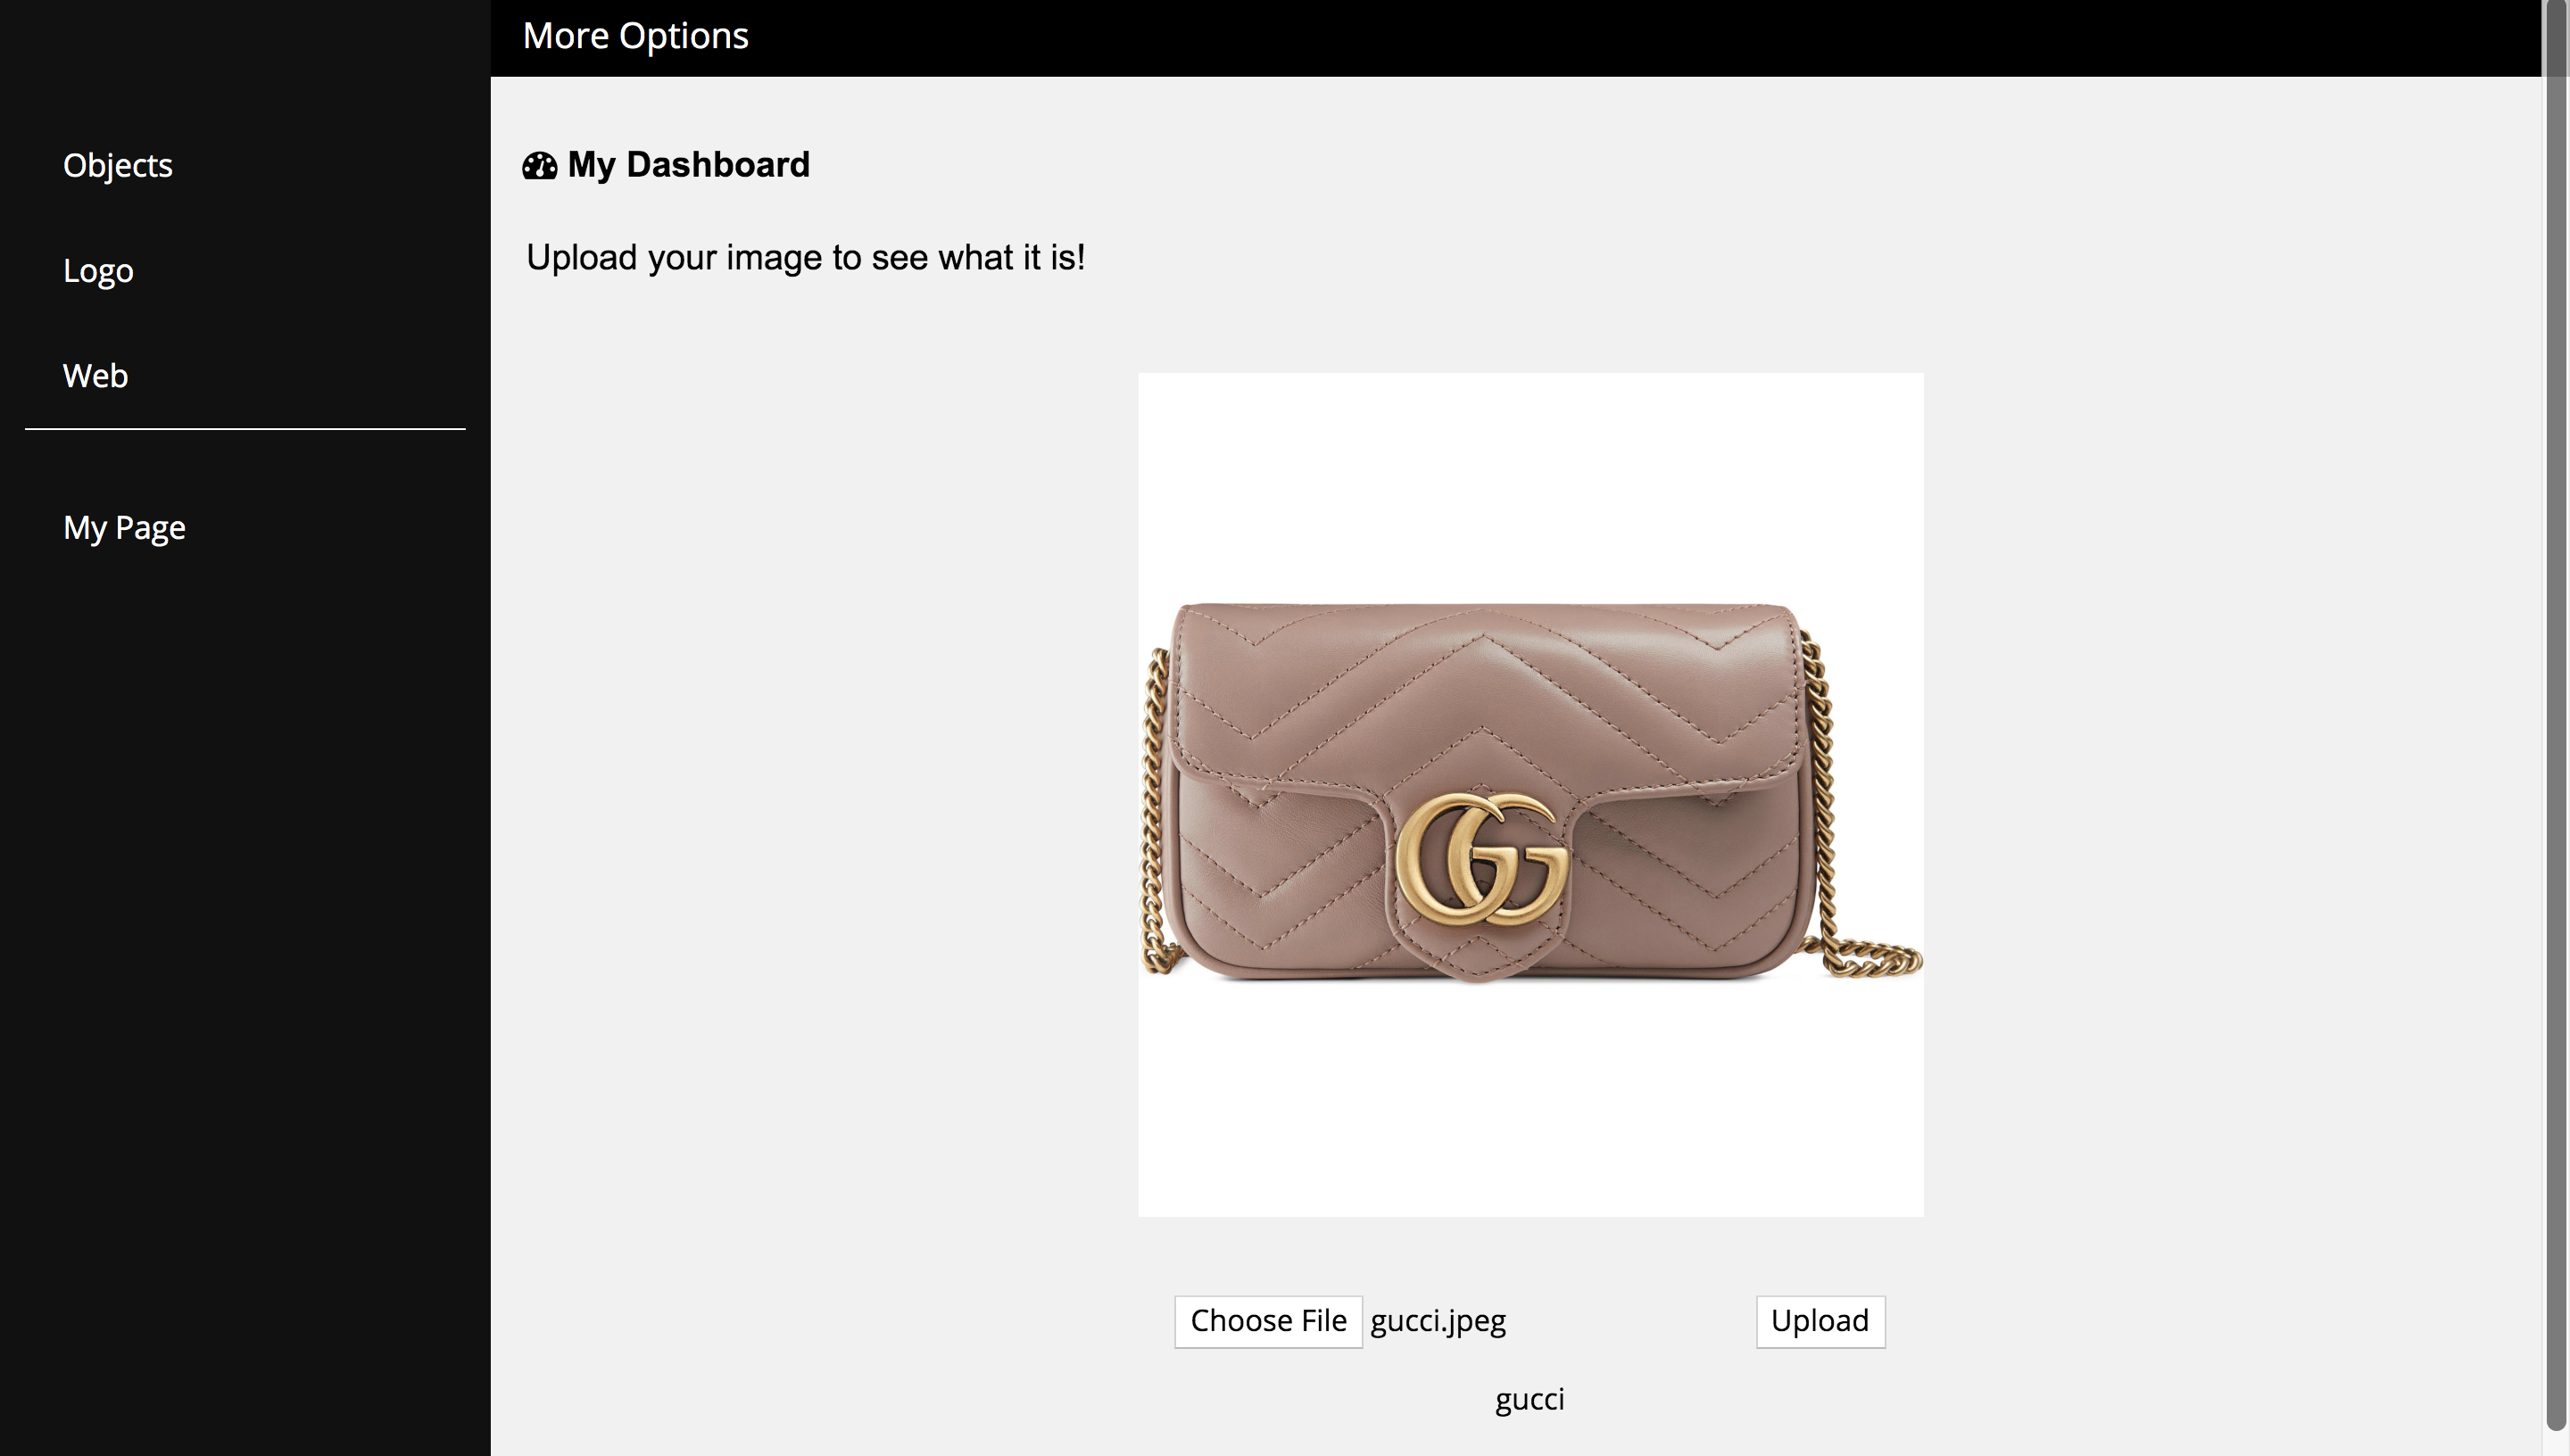 More Options
Objects
Logo
Web
My Page
My Dashboard
Upload your image to see what it is!
GG
Choose File gucci.jpeg Upload
gucci